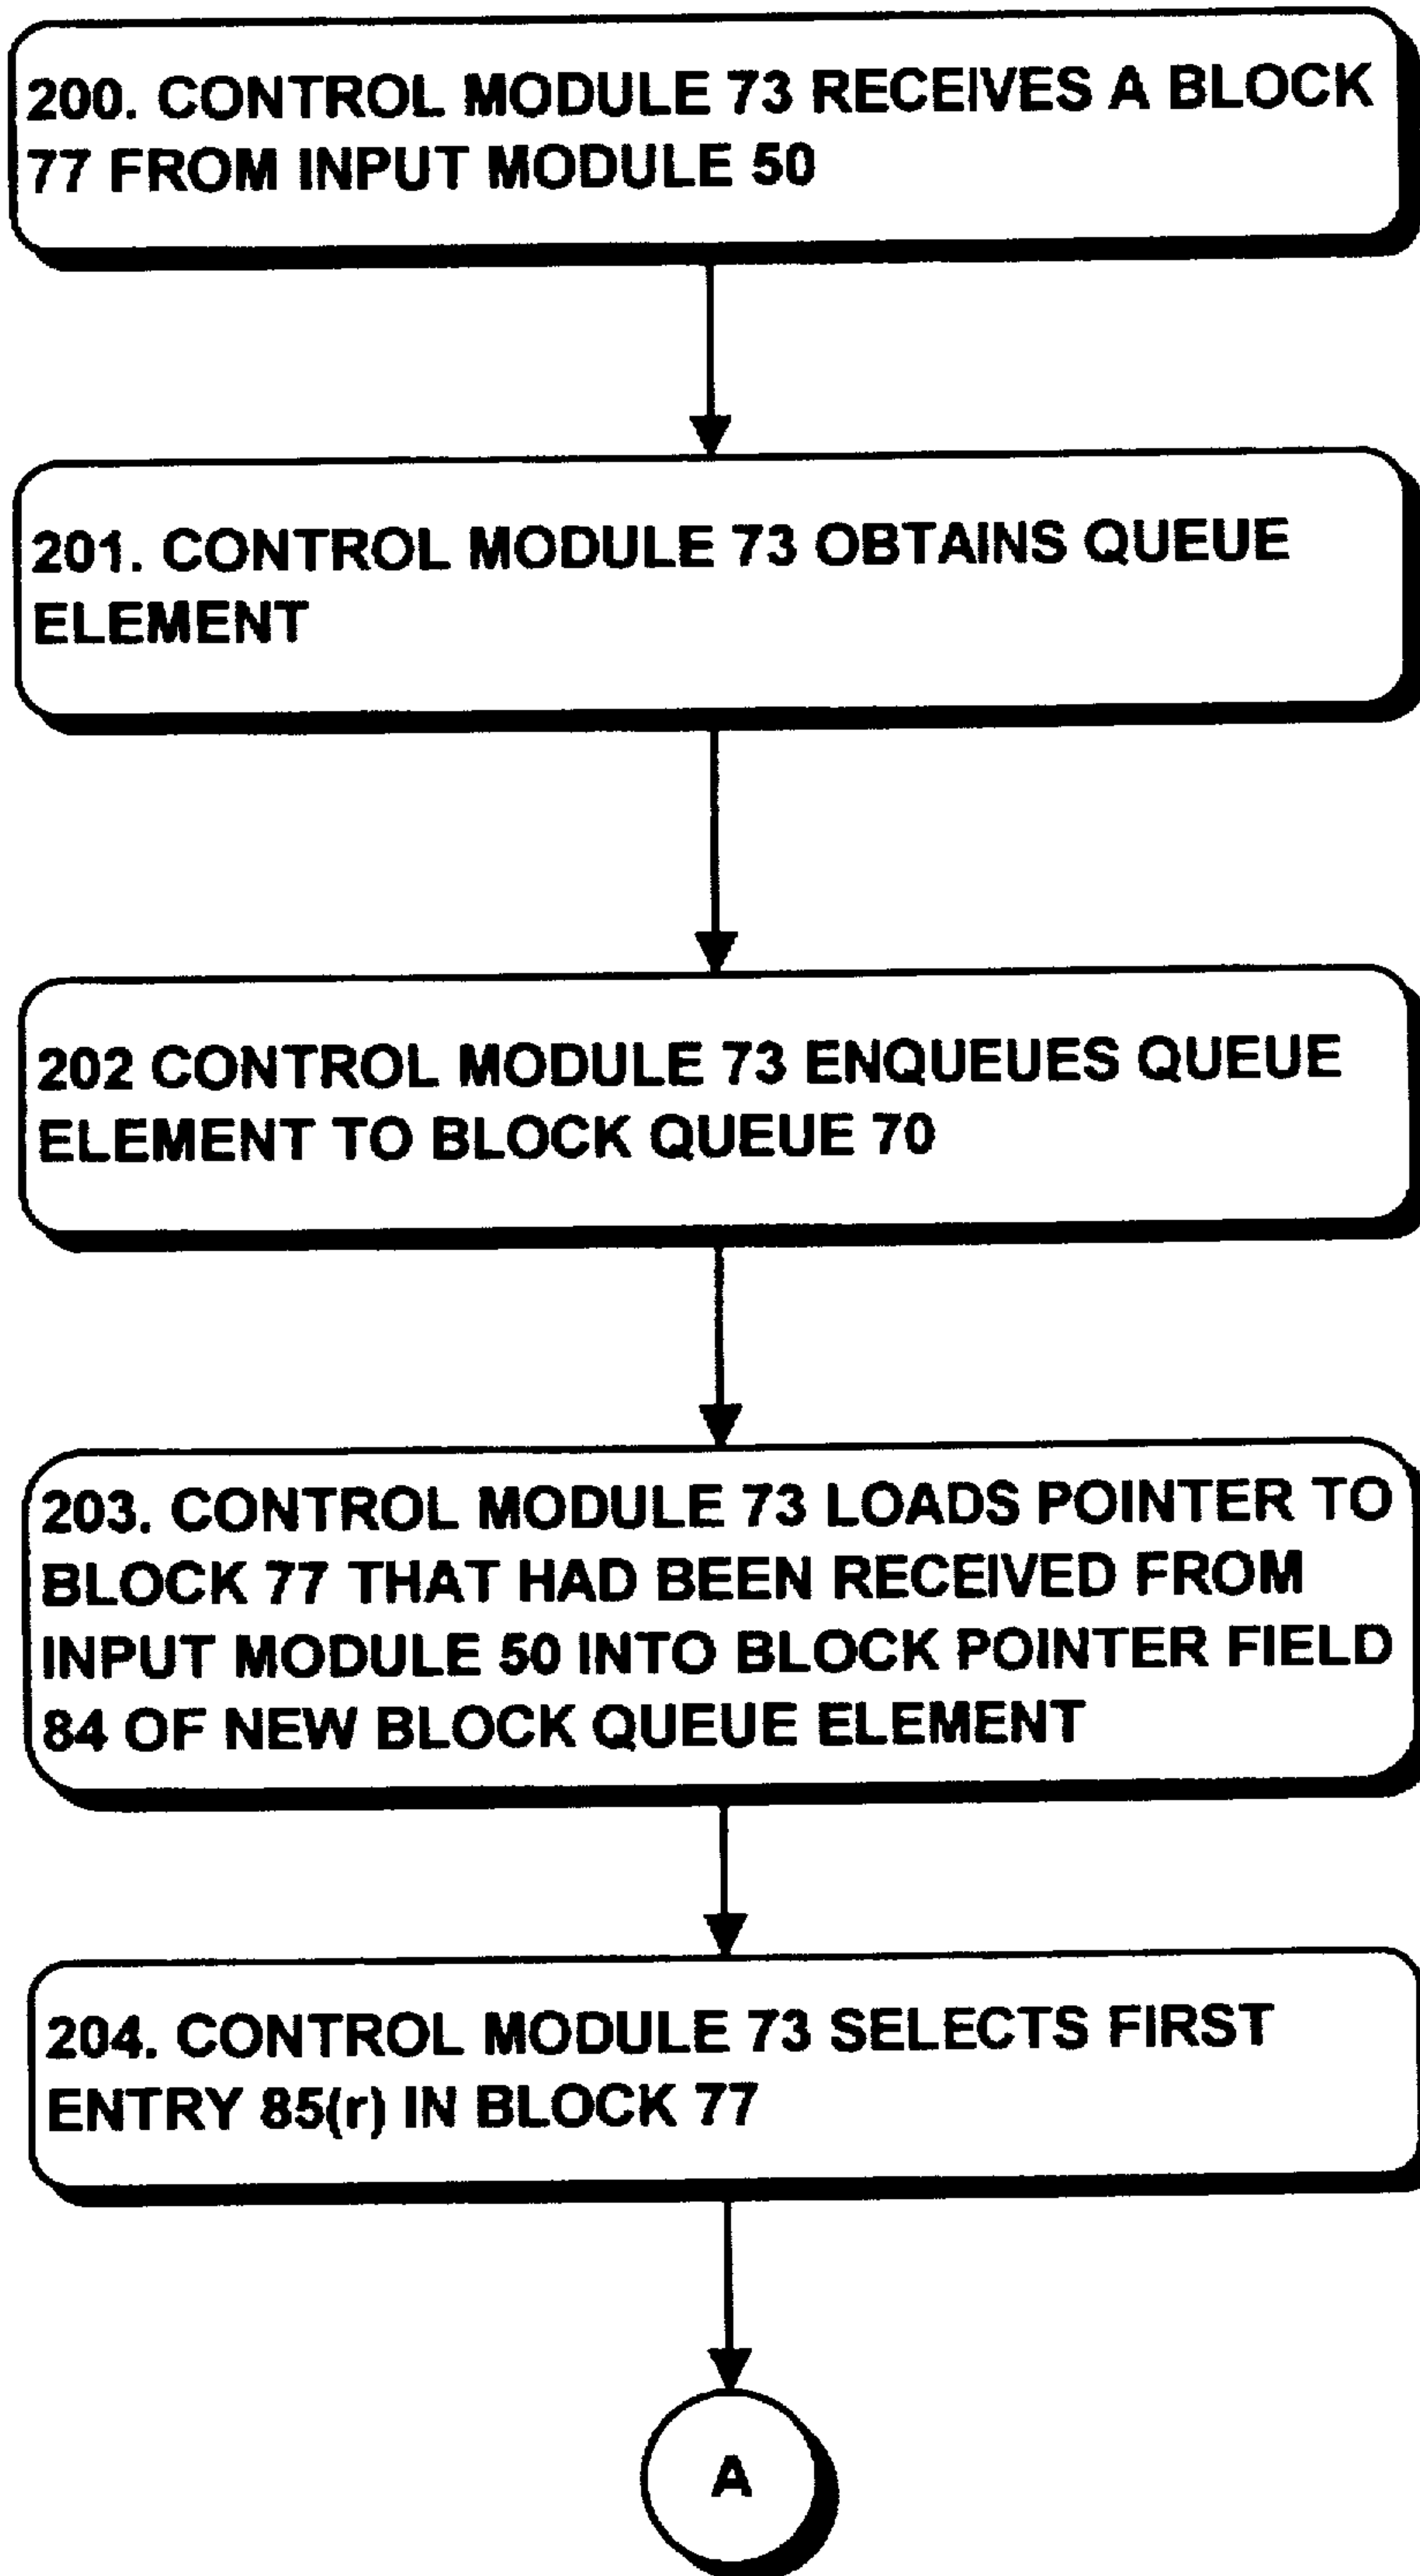 200. CONTROL MODULE 73 RECEIVES A BLOCK
77 FROM INPUT MODULE 50
201. CONTROL MODULE 73 OBTAINS QUEUE
ELEMENT
202 CONTROL MODULE 73 ENQUEUES QUEUE
ELEMENT TO BLOCK QUEUE 70
203. CONTROL MODULE 73 LOADS POINTER TO
BLOCK 77 THAT HAD BEEN RECEIVED FROM
INPUT MODULE 50 INTO BLOCK POINTER FIELD
84 OF NEW BLOCK QUEUE ELEMENT
204. CONTROL MODULE 73 SELECTS FIRST
ENTRY 85(r) IN BLOCK 77
A